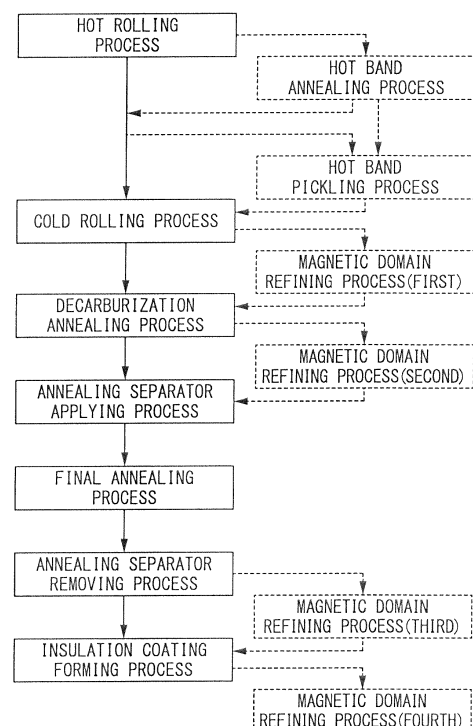 HOT ROLLING
PROCESS
HOT BAND
ANNEALING PROCESS
HOT BAND
PICKLING PROCESS
COLD ROLLING PROCESS
MAGNETIC DOMAIN
REFINING PROCESS(FIRST)
DECARBURIZATION
ANNEALING PROCESS
MAGNETIC DOMAIN
REFINING PROCESS(SECOND)
ANNEALING SEPARATOR
APPLYING PROCESS
FINAL ANNEALING
PROCESS
ANNEALING SEPARATOR
REMOVING PROCESS
MAGNETIC DOMAIN
REFINING PROCESS(THIRD)
INSULATION COATING
FORMING PROCESS
MAGNETIC DOMAIN
REFINING PROCESS(FOURTH)